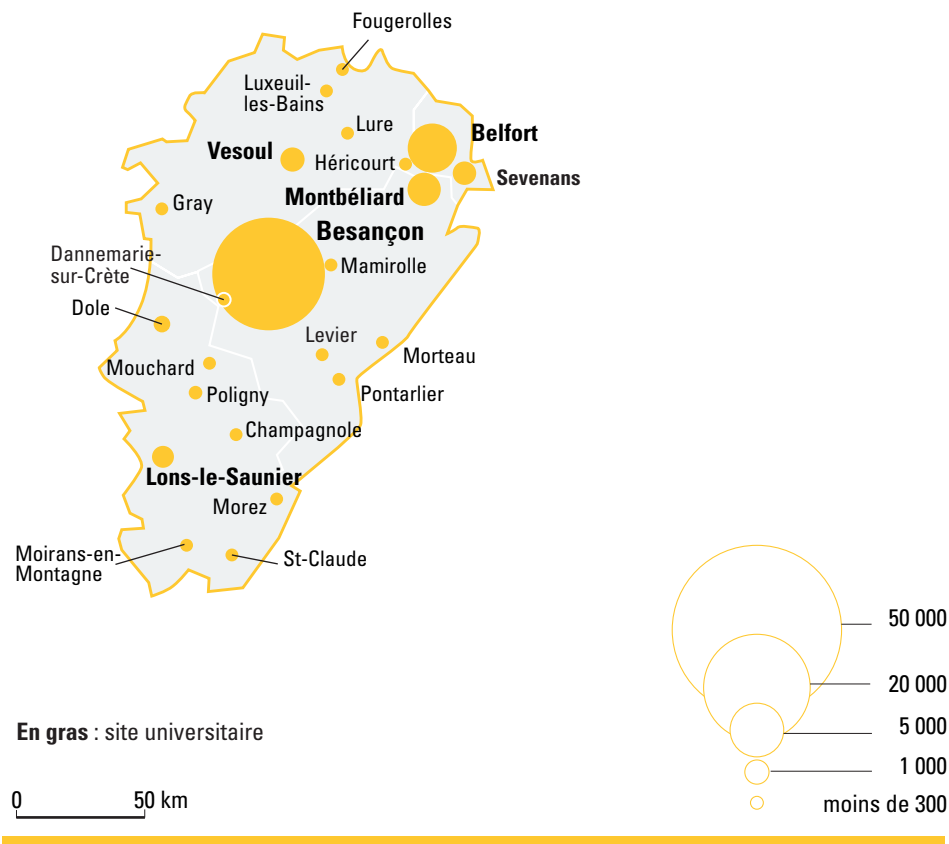 Fougerolles
Luxeuil-
les-Bains
Lure
Belfort
Vesoul
Héricourt
Sevenans
Montbéliard
Gray
Besançon
Dannemarie-
sur-Crète
Mamirolle
Dole
Levier
Morteau
Mouchard
Poligny
Pontarlier
Champagnole
Lons-le-Saunier
Morez
Moirans-en-
Montagne
St-Claude
50 000
20 000
5 000
1 000
moins de 300
En gras : site universitaire
0 50 km